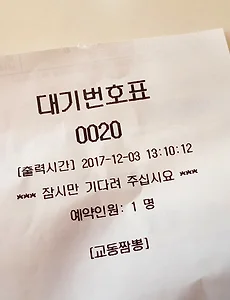 대기번호표
0020
[출력시간] 2017-12-03 13:10:12
*** 잠시만 기다려 주십시요 ***
예약인원: 1 명
[교동짬뽕]